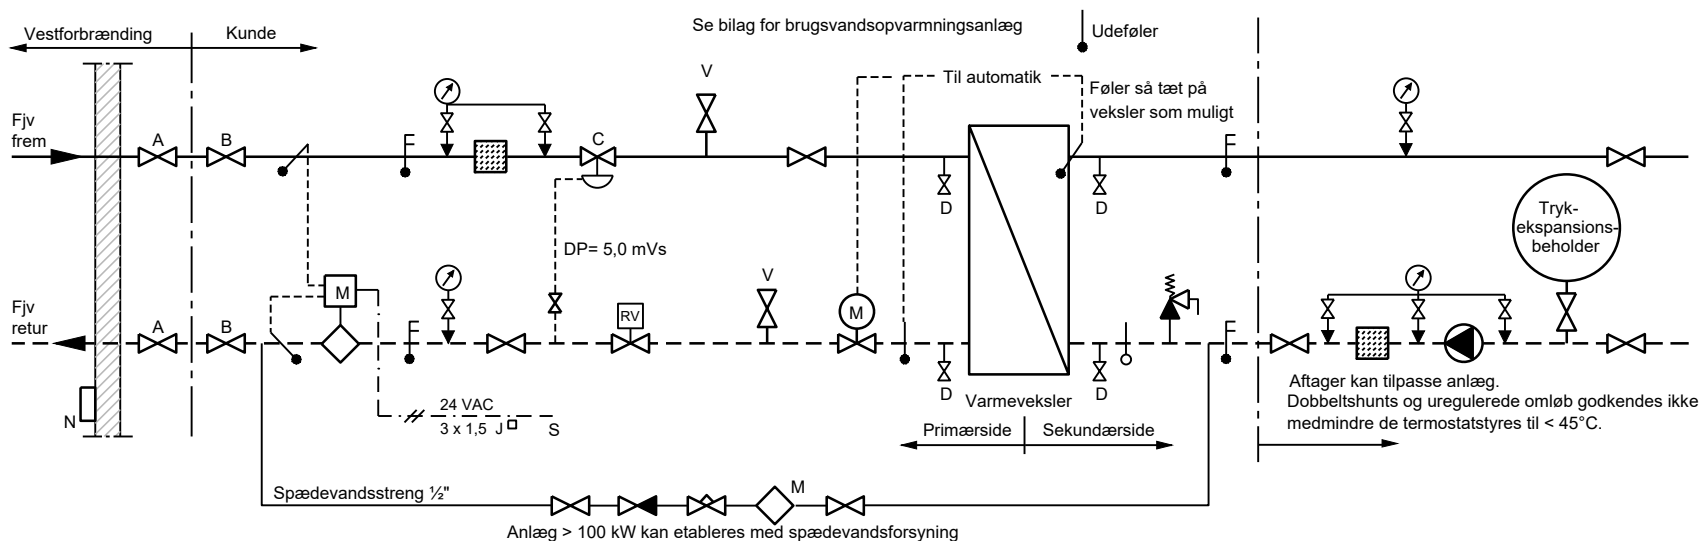 Se bilag for brugsvandsopvarmningsanlæg
Vestforbrænding
Kunde
Udeføler
V
Til automatik
Føler så tæt på
veksler som muligt
Fjv
frem
A
B
F
C
F
D
D
Tryk-
ekspansions-
beholder
DP= 5,0 mVs
V
M
RV
M
Fjv
retur
A
B
F
F
D
D
N
24 VAC
3 x 1,5 J
S
Varmeveksler
Primærside
Sekundærside
Aftager kan tilpasse anlæg.
Dobbeltshunts og uregulerede omløb godkendes ikke
medmindre de termostatstyres til < 45°C.
Spædevandsstreng ½"
M
Anlæg > 100 kW kan etableres med spædevandsforsyning